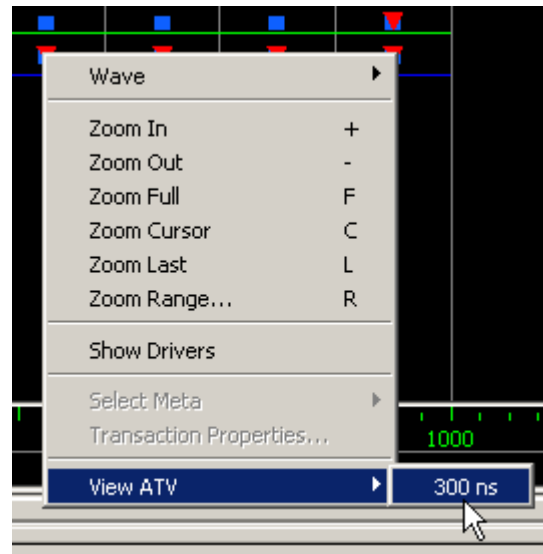 Wave
Zoom In +
Zoom Out -
Zoom Full F
Zoom Cursor C
Zoom Last L
Zoom Range... R
Show Drivers
Select Meta
Transaction Properties...
1000
View ATV
300 ns